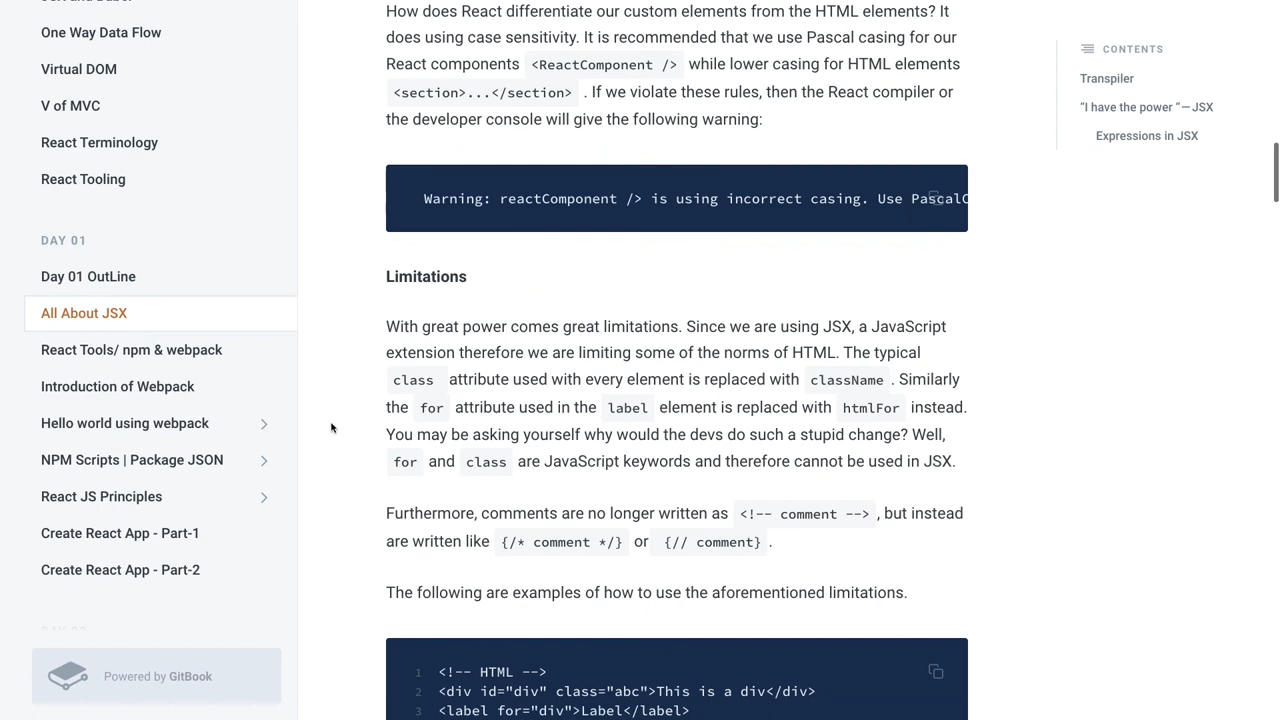 One Way Data Flow
Virtual DOM
V of MVC
React Terminology
React Tooling
DAY 01
Day 01 OutLine
All About JSX
React Tools/ npm & webpack
Introduction of Webpack
Hello world using webpack
NPM Scripts | Package JSON
React JS Principles
Create React App - Part-1
Create React App - Part-2
Powered by GitBook
How does React differentiate our custom elements from the HTML elements? It
does using case sensitivity. It is recommended that we use Pascal casing for our
React components <ReactComponent /> while lower casing for HTML elements
<section>...</section> . If we violate these rules, then the React compiler or
the developer console will give the following warning:
Warning: reactComponent /> is using incorrect casing. Use PascalC
Limitations
With great power comes great limitations. Since we are using JSX, a JavaScript
extension therefore we are limiting some of the norms of HTML. The typical
class attribute used with every element is replaced with className . Similarly
the for attribute used in the label element is replaced with htmlFor instead.
You may be asking yourself why would the devs do such a stupid change? Well,
for and class are JavaScript keywords and therefore cannot be used in JSX.
Furthermore, comments are no longer written as <!-- comment --> , but instead
are written like {/* comment */} or {// comment} .
The following are examples of how to use the aforementioned limitations.
1 <!-- HTML -->
2 <div id="div" class="abc">This is a div</div>
3 <label for="div">Label</label>
CONTENTS
Transpiler
“I have the power “ — JSX
Expressions in JSX